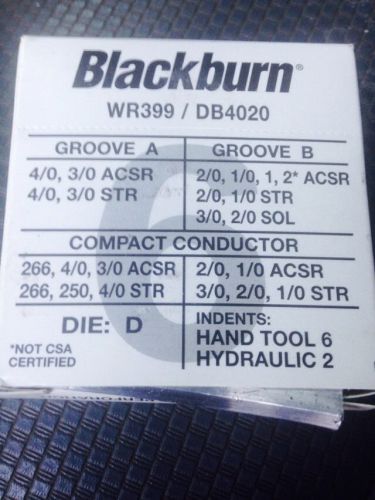 Blackburn®
WR399 / DB4020
GROOVE A
4/0, 3/0 ACSR
4/0, 3/0 STR
GROOVE B
2/0, 1/0, 1, 2* ACSR
2/0, 1/0 STR
3/0, 2/0 SOL
6
COMPACT CONDUCTOR
266, 4/0, 3/0 ACSR
266, 250, 4/0 STR
2/0, 1/0 ACSR
3/0, 2/0, 1/0 STR
DIE: D
*NOT CSA
CERTIFIED
INDENTS:
HAND TOOL 6
HYDRAULIC 2